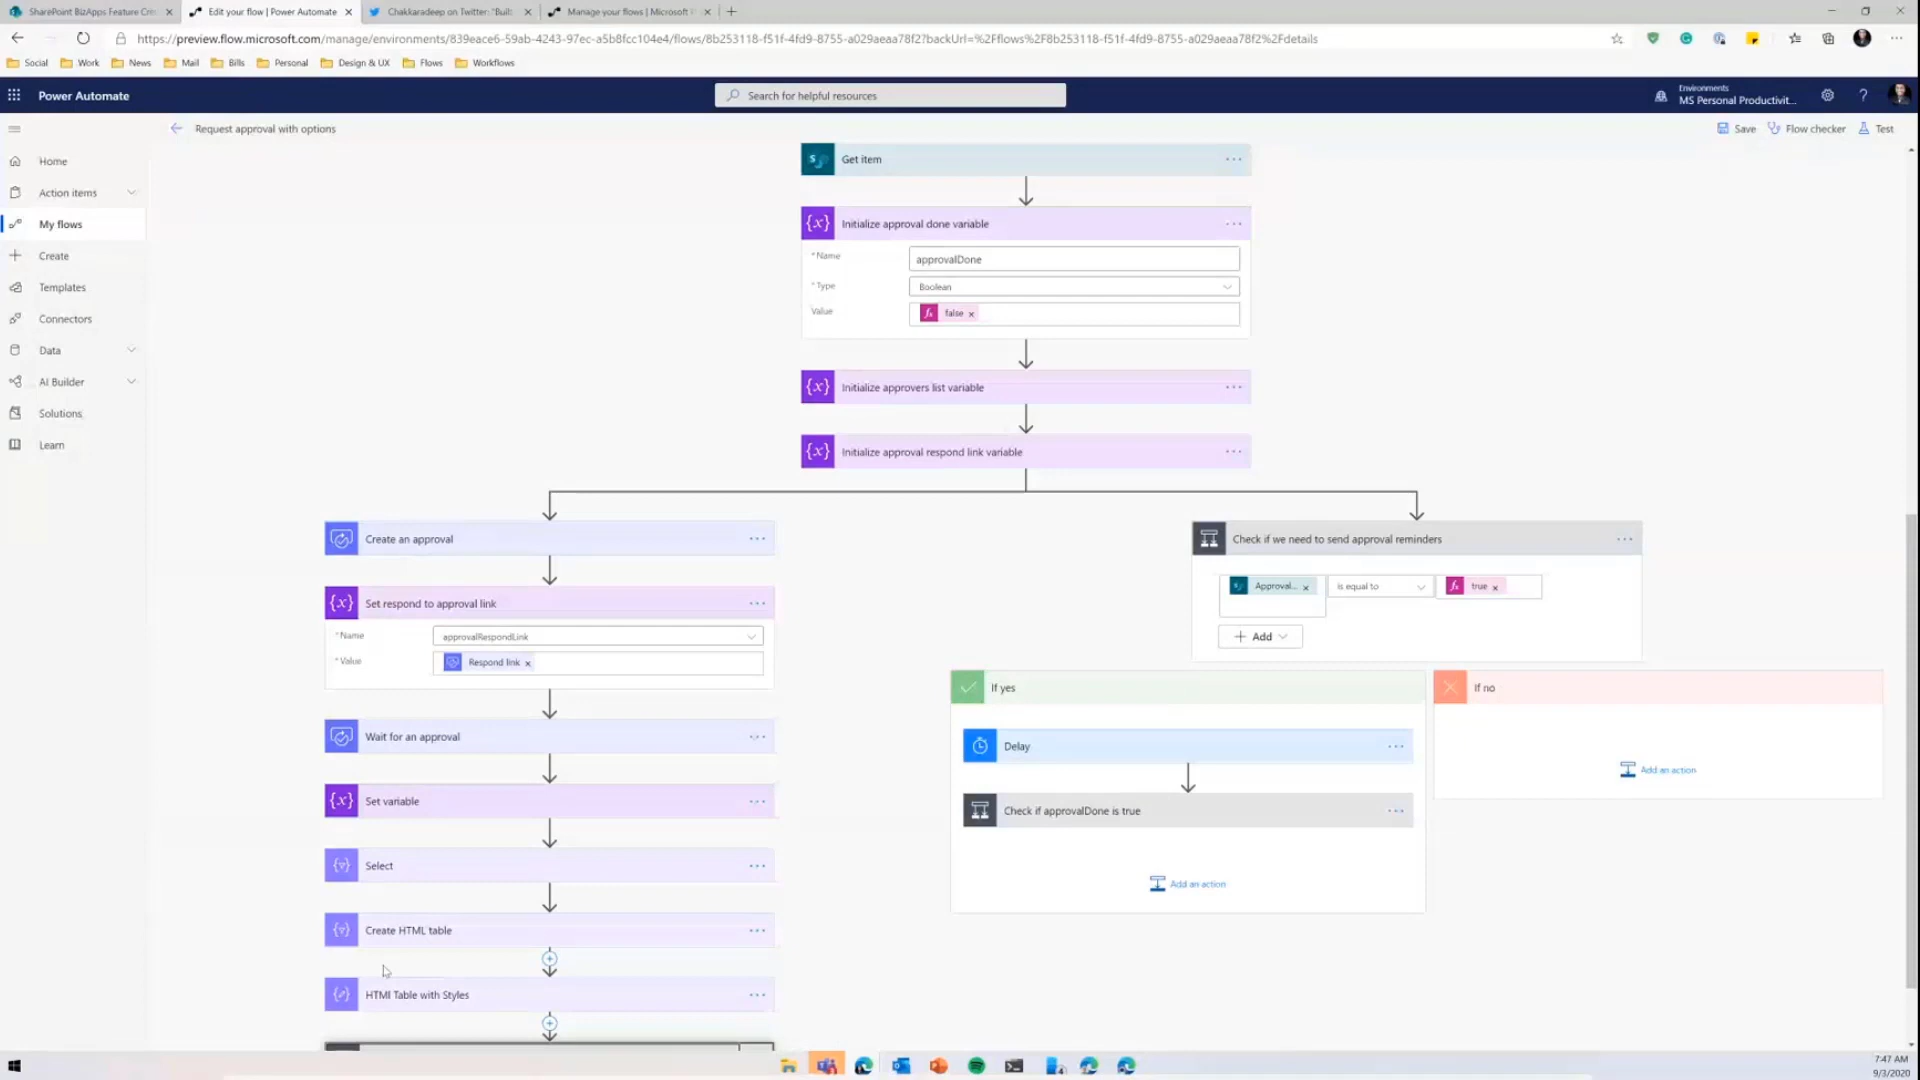 SharePoint BizApps Feature Cre
Edit your flow | Power Automate
Chakkaradeep on Twitter: "Buil
Manage your flows | Microsoft
https://preview.flow.microsoft.com/manage/environments/839eace6-59ab-4243-97ec-a5b8fcc104e4/flows/8b253118-f51f-4fd9-8755-a029aeaa78f2?backUrl=%2Fflows%2F8b253118-f51f-4fd9-8755-a029aeaa78f2%2Fdetails
Social Work News Mail Bills Personal Design & UX Flows Workflows
Power Automate
Search for helpful resources
Environments
MS Personal Productivit...
Request approval with options
Save Flow checker Test
Home
Action items
My flows
Create
Templates
Connectors
Data
AI Builder
Solutions
Learn
Get item
Initialize approval done variable
* Name
approvalDone
* Type
Boolean
Value
false
Initialize approvers list variable
Initialize approval respond link variable
Create an approval
Set respond to approval link
* Name
approvalRespondLink
* Value
Respond link
Wait for an approval
Set variable
Select
Create HTML table
HTMl Table with Styles
Check if we need to send approval reminders
Approval...
is equal to
true
Add
If yes
Delay
Check if approvalDone is true
Add an action
If no
Add an action
7:47 AM
9/3/2020